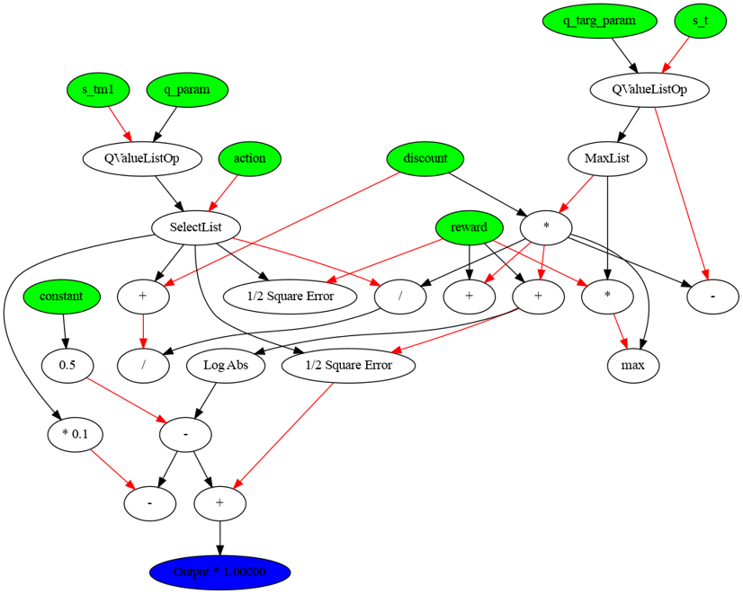 q_targ_param
s_t
s_tm1
q_param
QValueListOp
QValueListOp
action
discount
MaxList
SelectList
reward
*
constant
+
1/2 Square Error
/
+
+
*
-
0.5
/
Log Abs
1/2 Square Error
max
* 0.1
-
-
+
Output * 1.00000